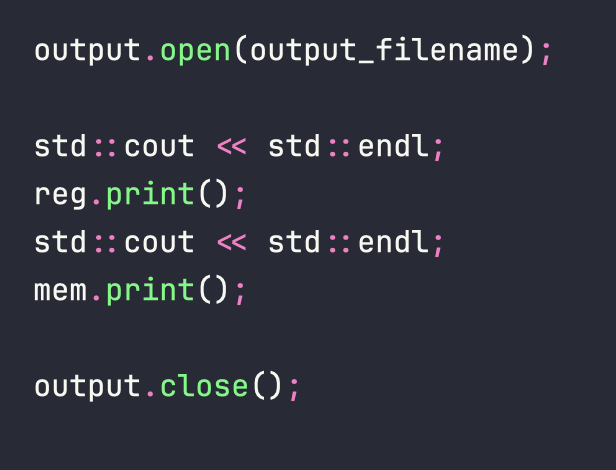 output.open(output_filename);
std::cout << std::endl;
reg.print();
std::cout << std::endl;
mem.print();
output.close();